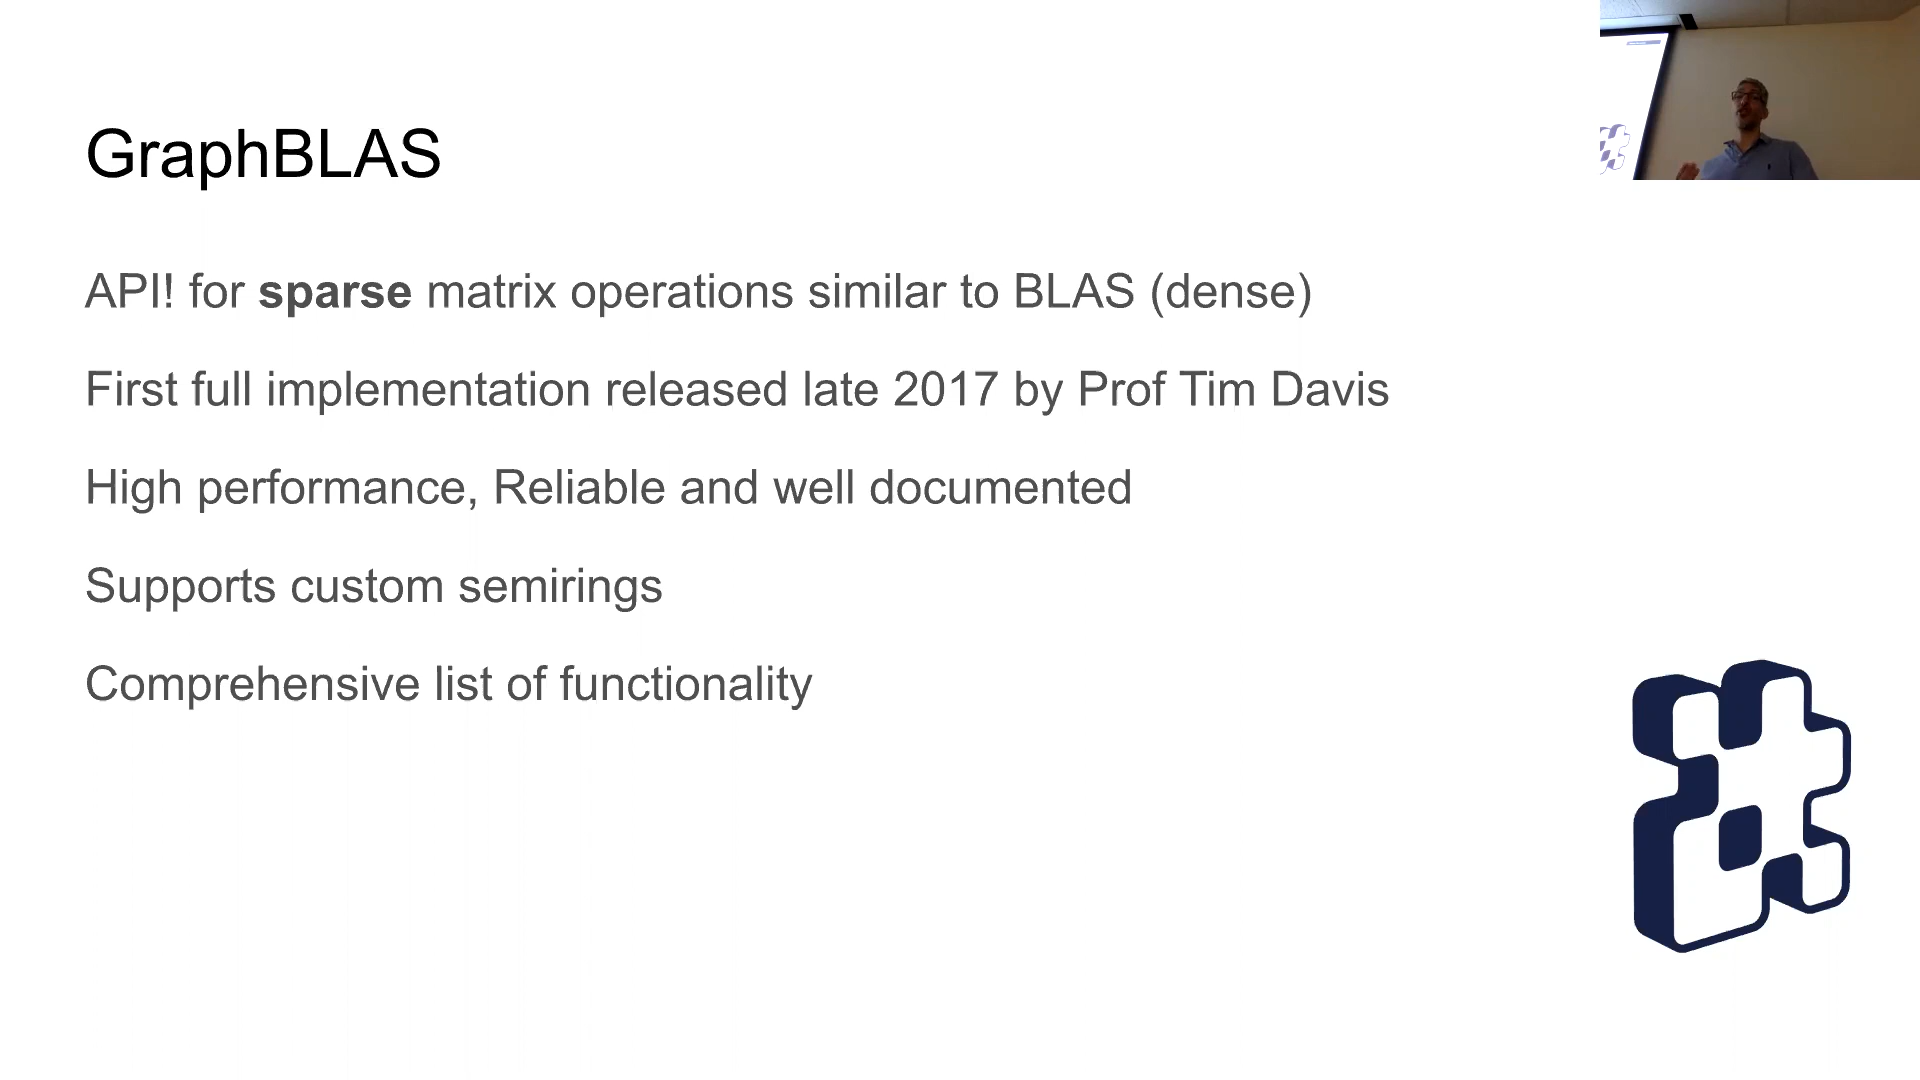 GraphBLAS
API! for sparse matrix operations similar to BLAS (dense)
First full implementation released late 2017 by Prof Tim Davis
High performance, Reliable and well documented
Supports custom semirings
Comprehensive list of functionality